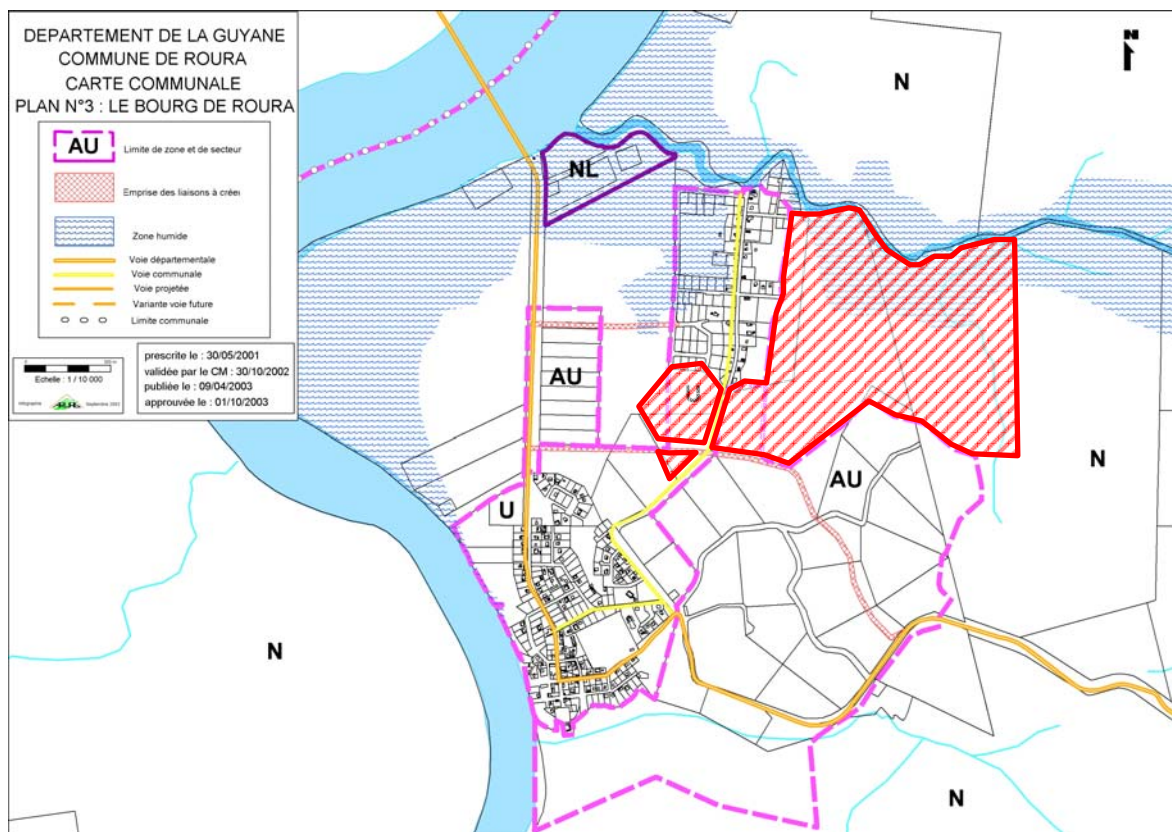 DEPARTEMENT DE LA GUYANE
COMMUNE DE ROURA
CARTE COMMUNALE
PLAN N°3 : LE BOURG DE ROURA
AU Limite de zone et de secteur
Emprise des liaisons à créer
Zone humide
Voie départementale
Voie communale
Voie projetée
Variante voie future
Limite communale
Echelle : 1 / 10 000
Septembre 2003
prescrite le : 30/05/2001
validée par le CM : 30/10/2002
publiée le : 09/04/2003
approuvée le : 01/10/2003
N
N
NL
AU
U
N
AU
U
N
N